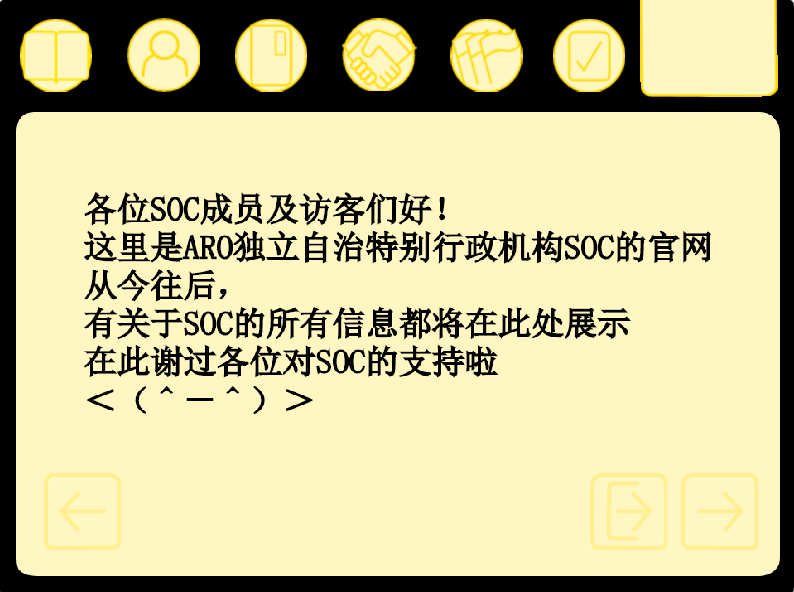 各位SOC成员及访客们好！
这里是ARO独立自治特别行政机构SOC的官网
从今往后，
有关于SOC的所有信息都将在此处展示
在此谢过各位对SOC的支持啦
＜（＾－＾）＞